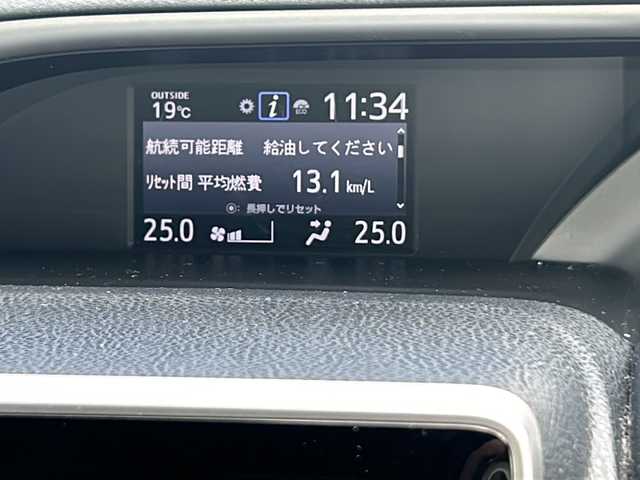 OUTSIDE
19℃ i ECO 11:34
航続可能距離 給油してください
リセット間 平均燃費 13.1 km/L
⦿: 長押しでリセット
25.0 25.0